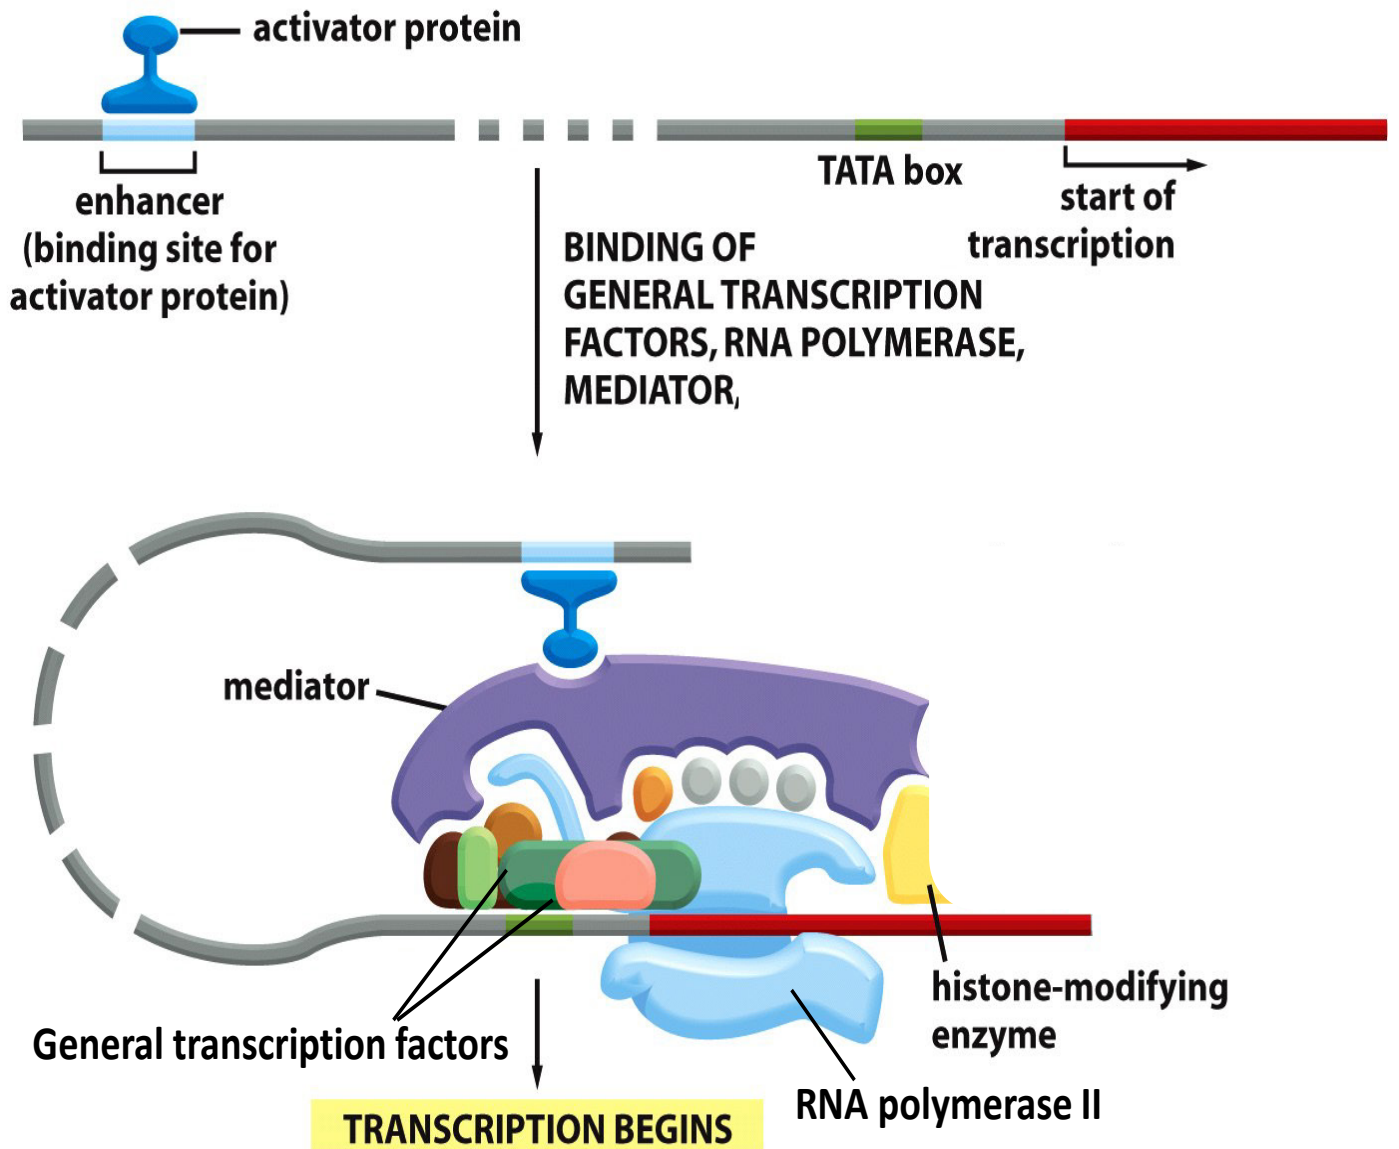 activator protein
enhancer
(binding site for
activator protein)
TATA box
start of
transcription
BINDING OF
GENERAL TRANSCRIPTION
FACTORS, RNA POLYMERASE,
MEDIATOR,
mediator
General transcription factors
histone-modifying
enzyme
RNA polymerase II
TRANSCRIPTION BEGINS